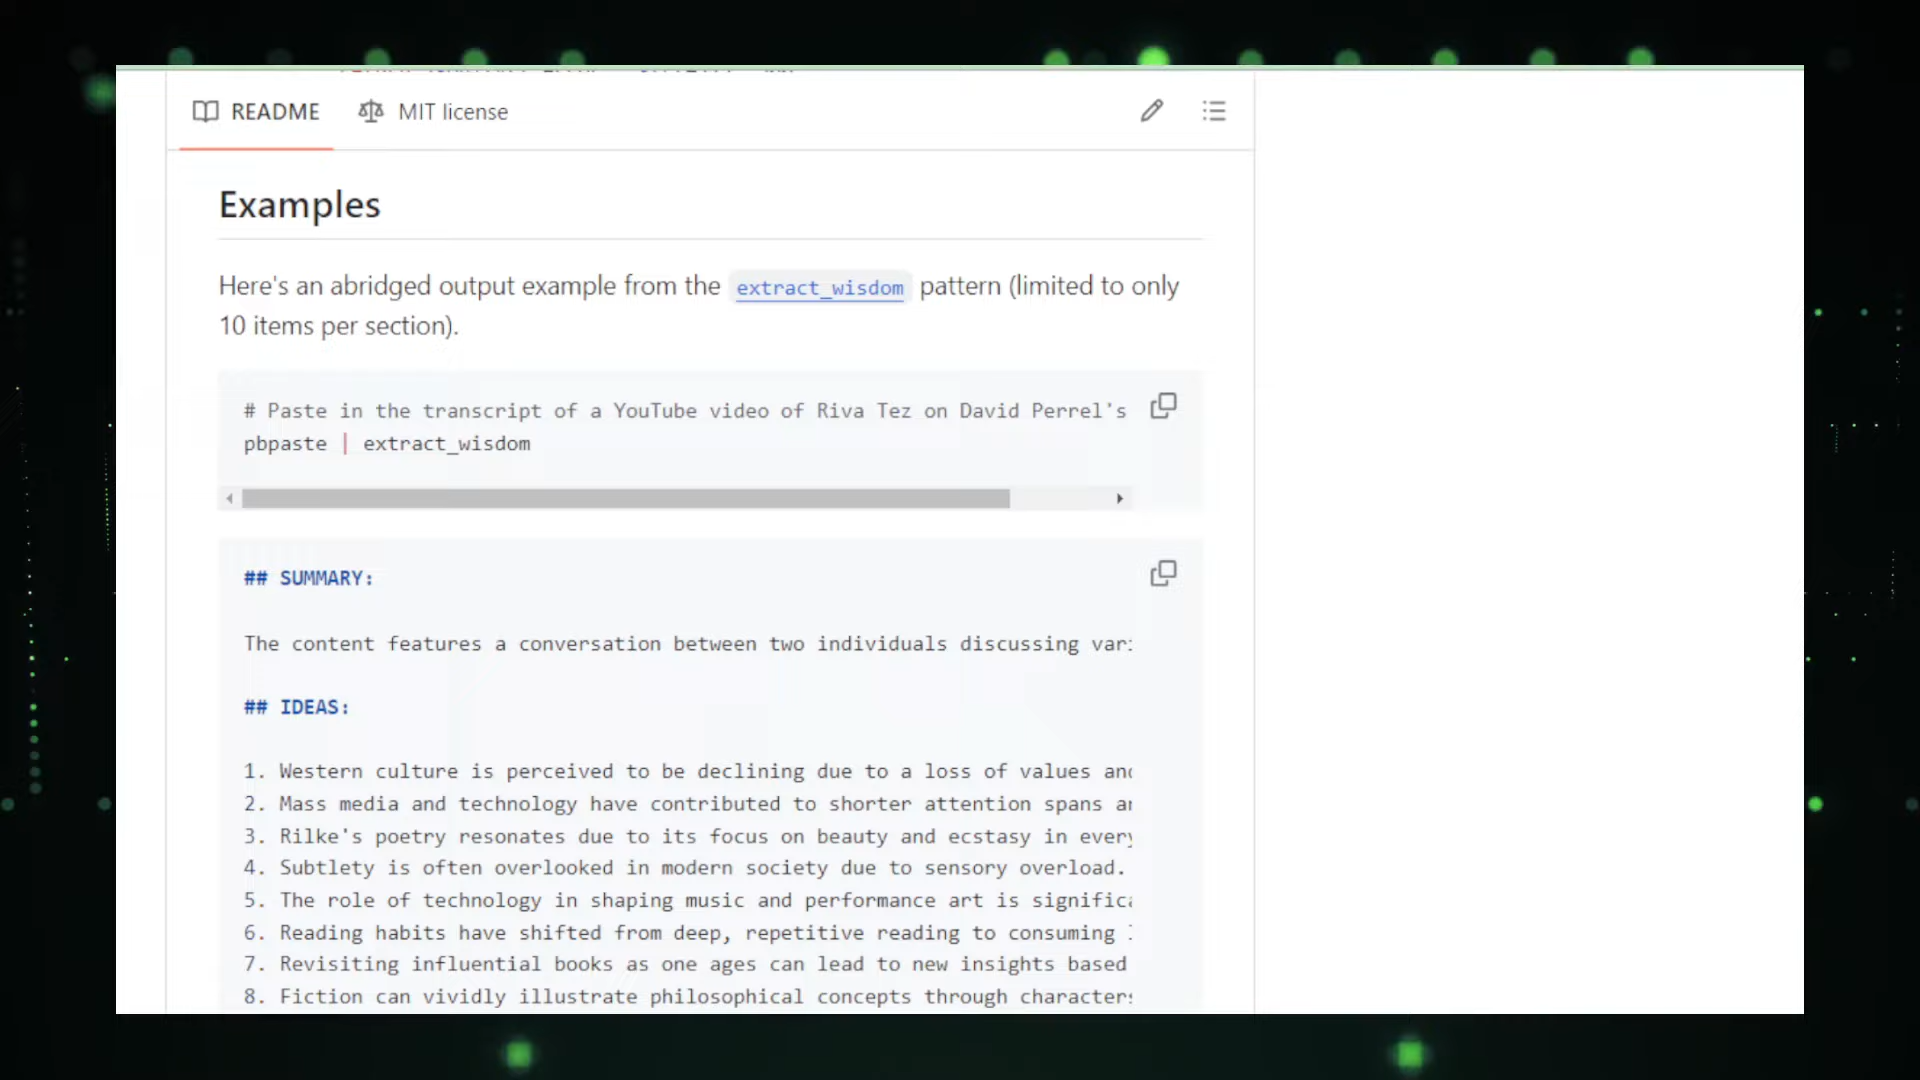 README MIT license
Examples
Here's an abridged output example from the extract_wisdom pattern (limited to only
10 items per section).
# Paste in the transcript of a YouTube video of Riva Tez on David Perrel's
pbpaste | extract_wisdom
## SUMMARY:
The content features a conversation between two individuals discussing
## IDEAS:
1. Western culture is perceived to be declining due to a loss of values
2. Mass media and technology have contributed to shorter attention spans
3. Rilke's poetry resonates due to its focus on beauty and ecstasy in
4. Subtlety is often overlooked in modern society due to sensory overload.
5. The role of technology in shaping music and performance art is
6. Reading habits have shifted from deep, repetitive reading to consuming
7. Revisiting influential books as one ages can lead to new insights based
8. Fiction can vividly illustrate philosophical concepts through